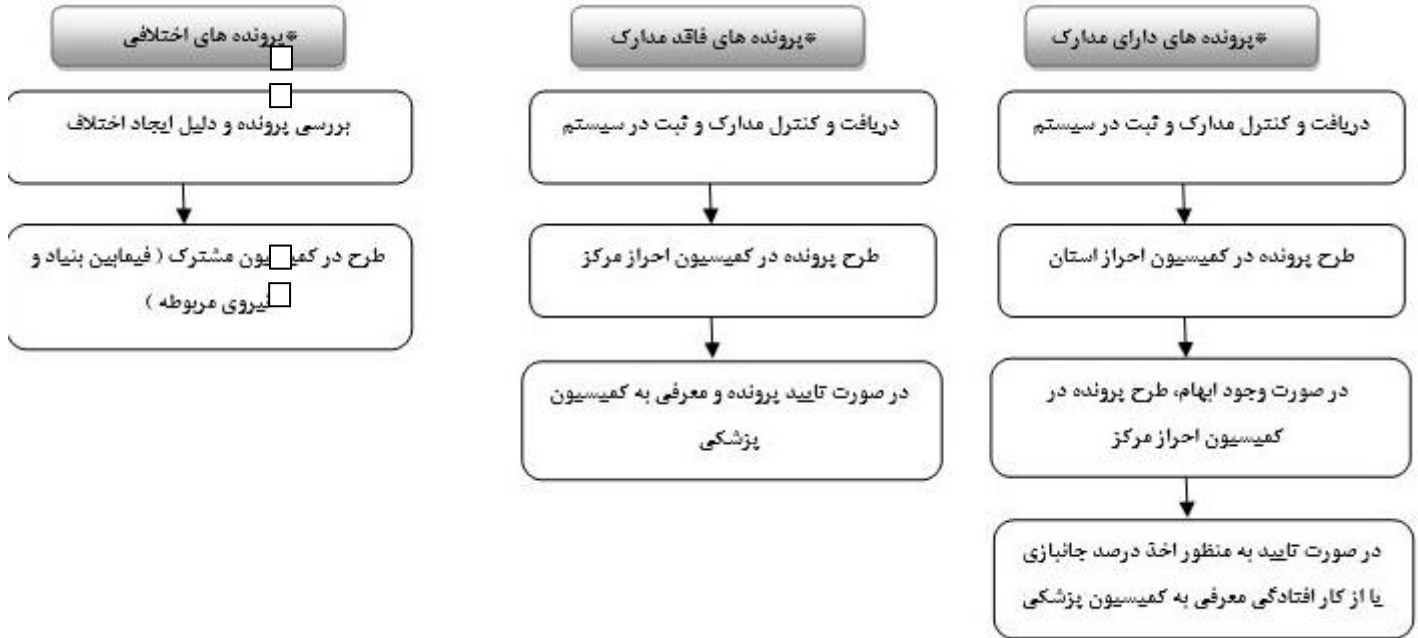 *پرونده های دارای مدارک
دریافت و کنترل مدارک و ثبت در سیستم
طرح پرونده در کمیسیون احراز استان
در صورت وجود ابهام، طرح پرونده در
کمیسیون احراز مرکز
در صورت تایید به منظور اخذ درصد جانبازی
یا از کار افتادگی معرفی به کمیسیون پزشکی
*پرونده های فاقد مدارک
دریافت و کنترل مدارک و ثبت در سیستم
طرح پرونده در کمیسیون احراز مرکز
در صورت تایید پرونده و معرفی به کمیسیون
پزشکی
*پرونده های اختلافی
بررسی پرونده و دلیل ایجاد اختلاف
طرح در کمیسیون مشترک ( فیمابین بنیاد و
نیروی مربوطه )